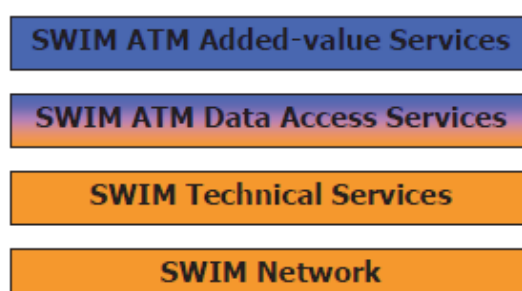 SWIM ATM Added-value Services
SWIM ATM Data Access Services
SWIM Technical Services
SWIM Network